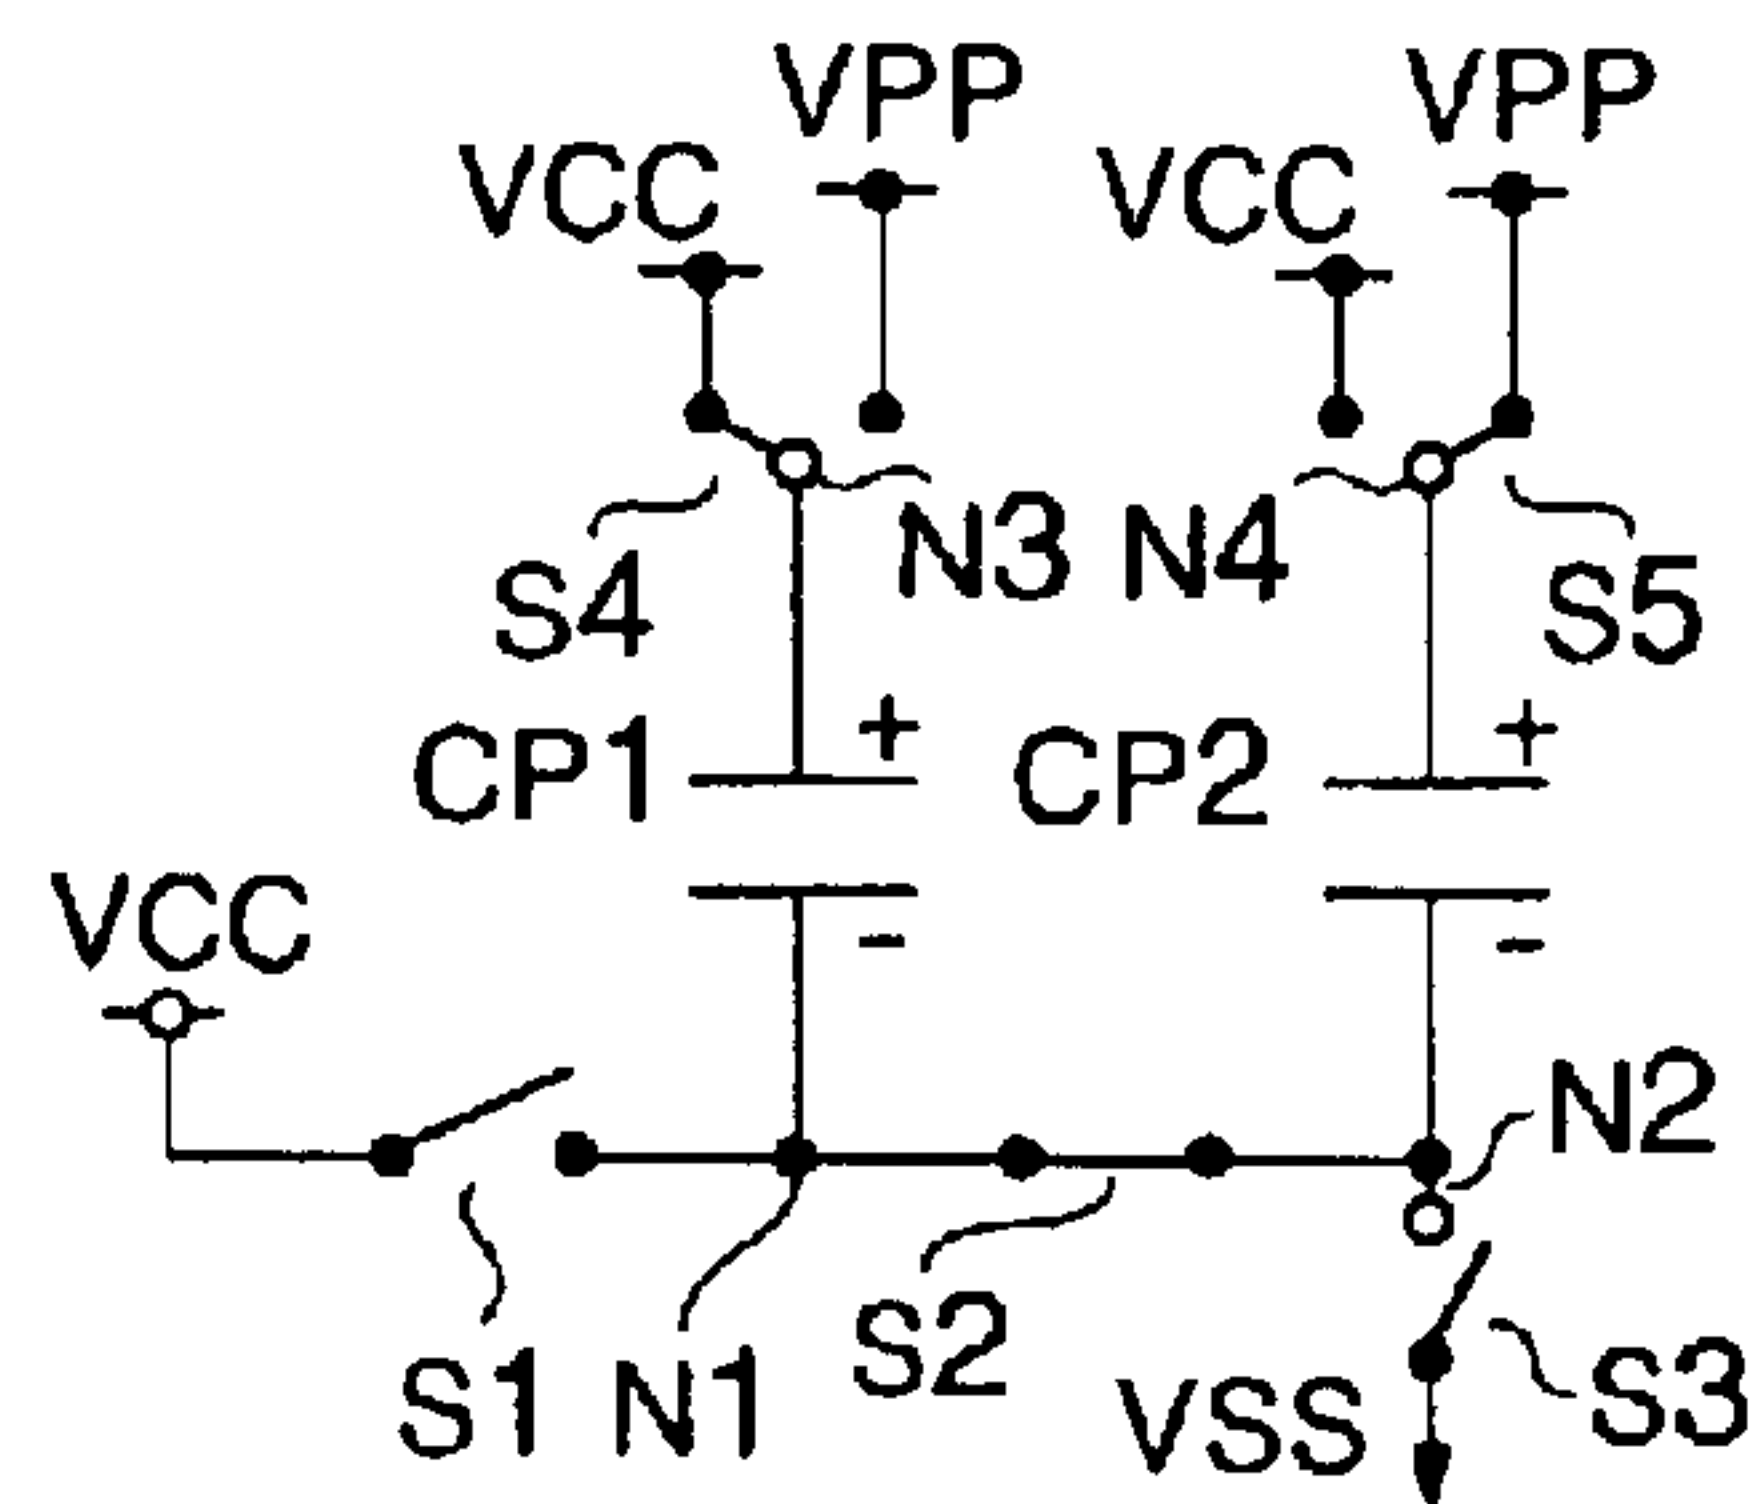 VPP
VPP
VCC
VCC
N3
N4
S4
S5
+
+
CP1
CP2
VCC
-
-
N2
S2
S1
N1
VSS
S3